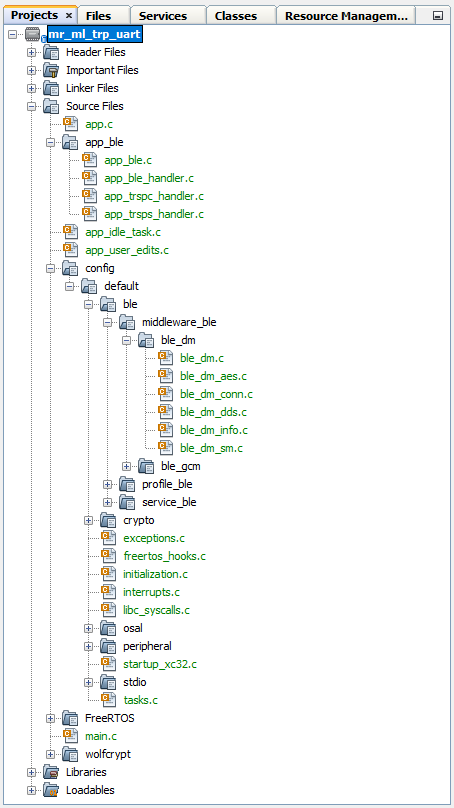 Projects × Files Services Classes Resource Managem...
mr_ml_trp_uart
Header Files
Important Files
Linker Files
Source Files
app.c
app_ble
app_ble.c
app_ble_handler.c
app_trspc_handler.c
app_trsps_handler.c
app_idle_task.c
app_user_edits.c
config
default
ble
middleware_ble
ble_dm
ble_dm.c
ble_dm_aes.c
ble_dm_conn.c
ble_dm_dds.c
ble_dm_info.c
ble_dm_sm.c
ble_gcm
profile_ble
service_ble
crypto
exceptions.c
freertos_hooks.c
initialization.c
interrupts.c
libc_syscalls.c
osal
peripheral
startup_xc32.c
stdio
tasks.c
FreeRTOS
main.c
wolfcrypt
Libraries
Loadables